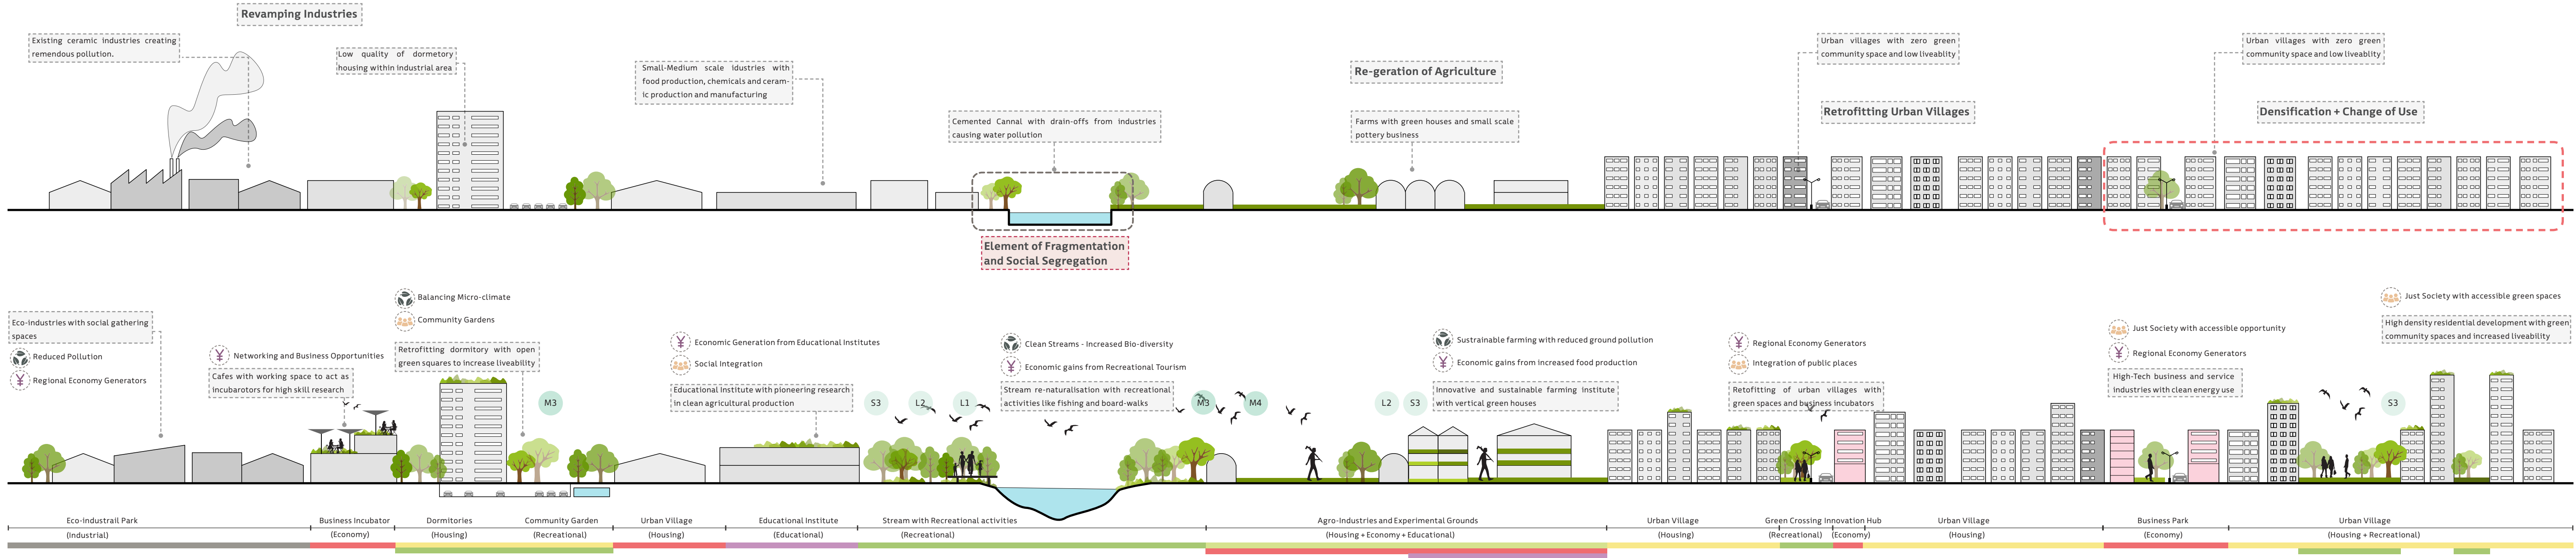 Revamping Industries
Existing ceramic industries creating
remendous pollution.
Low quality of dormetory
housing within industrial area
Small-Medium scale idustries with
food production, chemicals and ceram-
ic production and manufacturing
Cemented Cannal with drain-offs from industries
causing water pollution
Element of Fragmentation
and Social Segregation
Re-geration of Agriculture
Farms with green houses and small scale
pottery business
Urban villages with zero green
community space and low liveablity
Retrofitting Urban Villages
Urban villages with zero green
community space and low liveablity
Densification + Change of Use
Eco-industries with social gathering
spaces
Reduced Pollution
Regional Economy Generators
Networking and Business Opportunities
Cafes with working space to act as
incubarotors for high skill research
Balancing Micro-climate
Community Gardens
Retrofitting dormitory with open
green squares to increase liveability
M3
Economic Generation from Educational Institutes
Social Integration
Educational Institute with pioneering research
in clean agricultural production
S3
L2
L1
Clean Streams - Increased Bio-diversity
Economic gains from Recreational Tourism
Stream re-naturalisation with recreational
activities like fishing and board-walks
M3
M4
L2
S3
Sustainable farming with reduced ground pollution
Economic gains from increased food production
Innovative and sustainable farming institute
with vertical green houses
Regional Economy Generators
Integration of public places
Retofitting of urban villages with
green spaces and business incubators
Just Society with accessible opportunity
Regional Economy Generators
High-Tech business and service
industries with clean energy use
Just Society with accessible green spaces
High density residential development with green
community spaces and increased liveability
S3
Eco-Industrail Park
(Industrial)
Business Incubator
(Economy)
Dormitories
(Housing)
Community Garden
(Recreational)
Urban Village
(Housing)
Educational Institute
(Educational)
Stream with Recreational activities
(Recreational)
Agro-Industries and Experimental Grounds
(Housing + Economy + Educational)
Urban Village
(Housing)
Green Crossing
(Recreational)
Innovation Hub
(Economy)
Urban Village
(Housing)
Business Park
(Economy)
Urban Village
(Housing + Recreational)